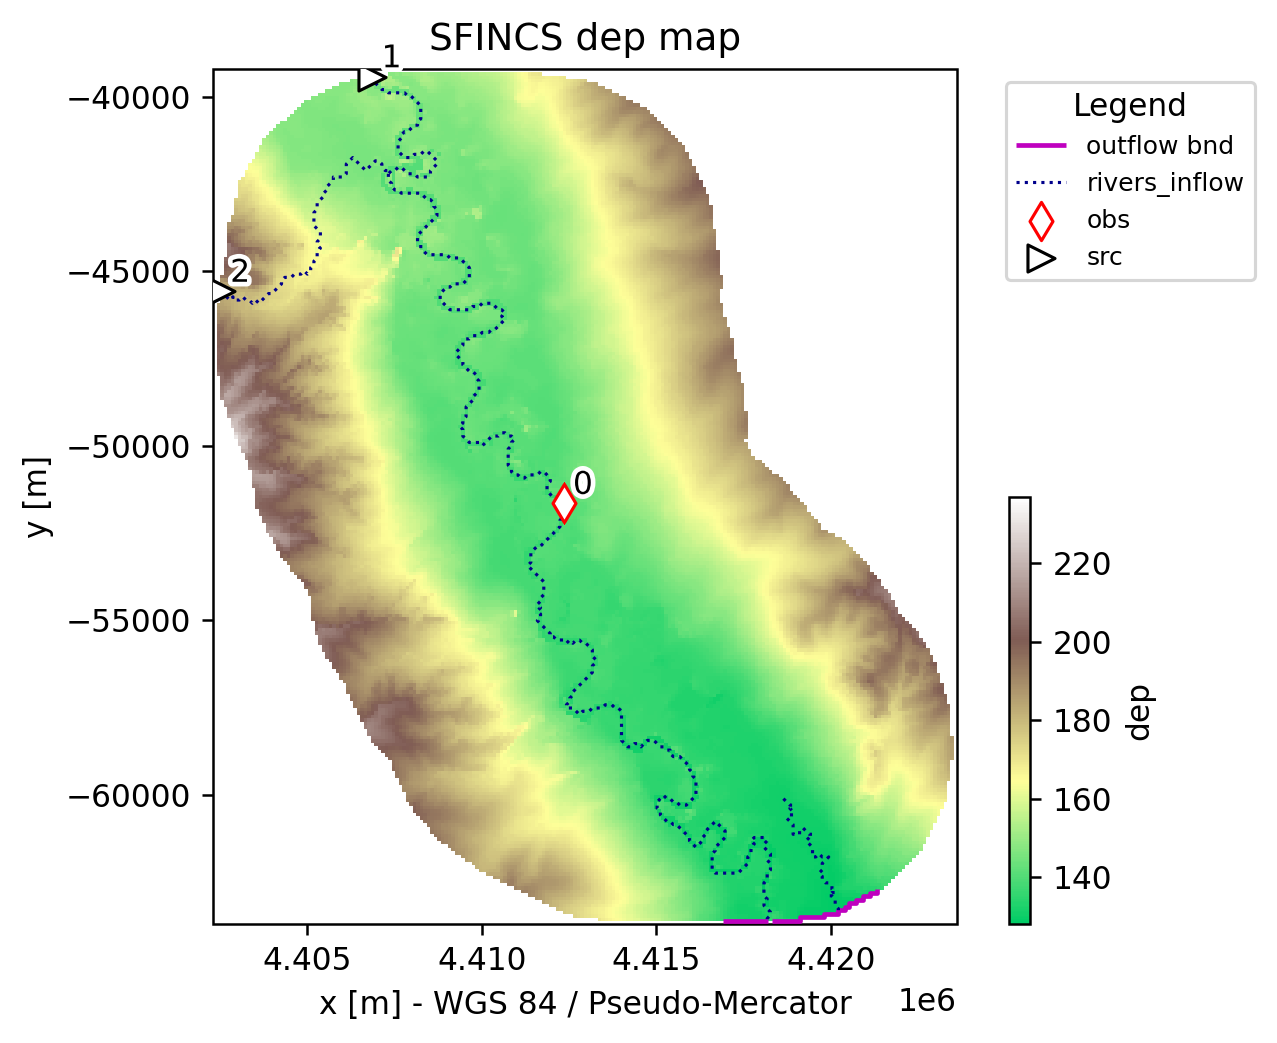 SFINCS dep map
1
2
0
−40000
−45000
−50000
−55000
−60000
y [m]
4.405
4.410
4.415
4.420
1e6
x [m] - WGS 84 / Pseudo-Mercator
Legend
outflow bnd
rivers_inflow
obs
src
220
200
180
160
140
dep